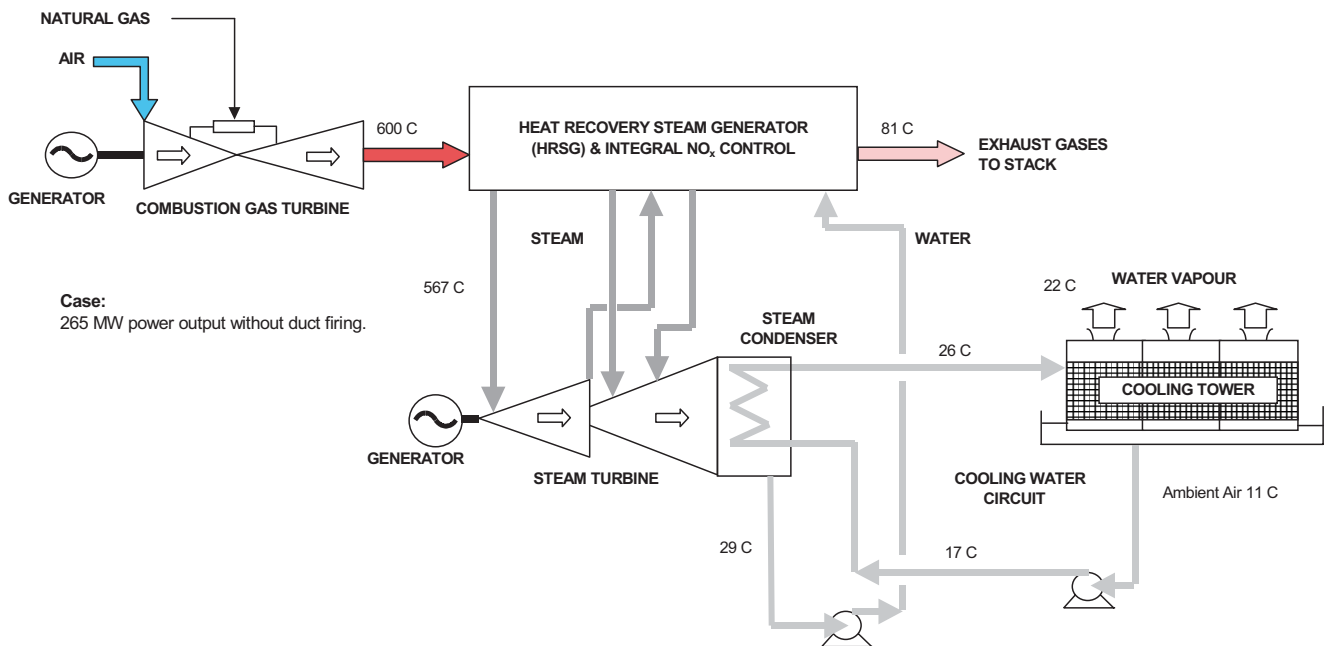 NATURAL GAS
AIR
600 C
HEAT RECOVERY STEAM GENERATOR
(HRSG) & INTEGRAL NOx CONTROL
81 C
EXHAUST GASES
TO STACK
GENERATOR
COMBUSTION GAS TURBINE
STEAM
WATER
567 C
Case:
265 MW power output without duct firing.
22 C
WATER VAPOUR
STEAM
CONDENSER
26 C
COOLING TOWER
GENERATOR
STEAM TURBINE
COOLING WATER
CIRCUIT
Ambient Air 11 C
29 C
17 C